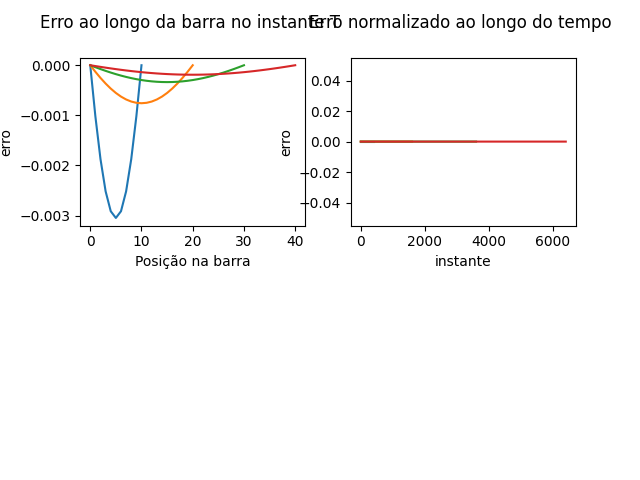 Erro ao longo da barra no instante T
Erro normalizado ao longo do tempo
0.000
−0.001
−0.002
−0.003
erro
0 10 20 30 40
Posição na barra
0.04
0.02
0.00
−0.02
−0.04
erro
0 2000 4000 6000
instante